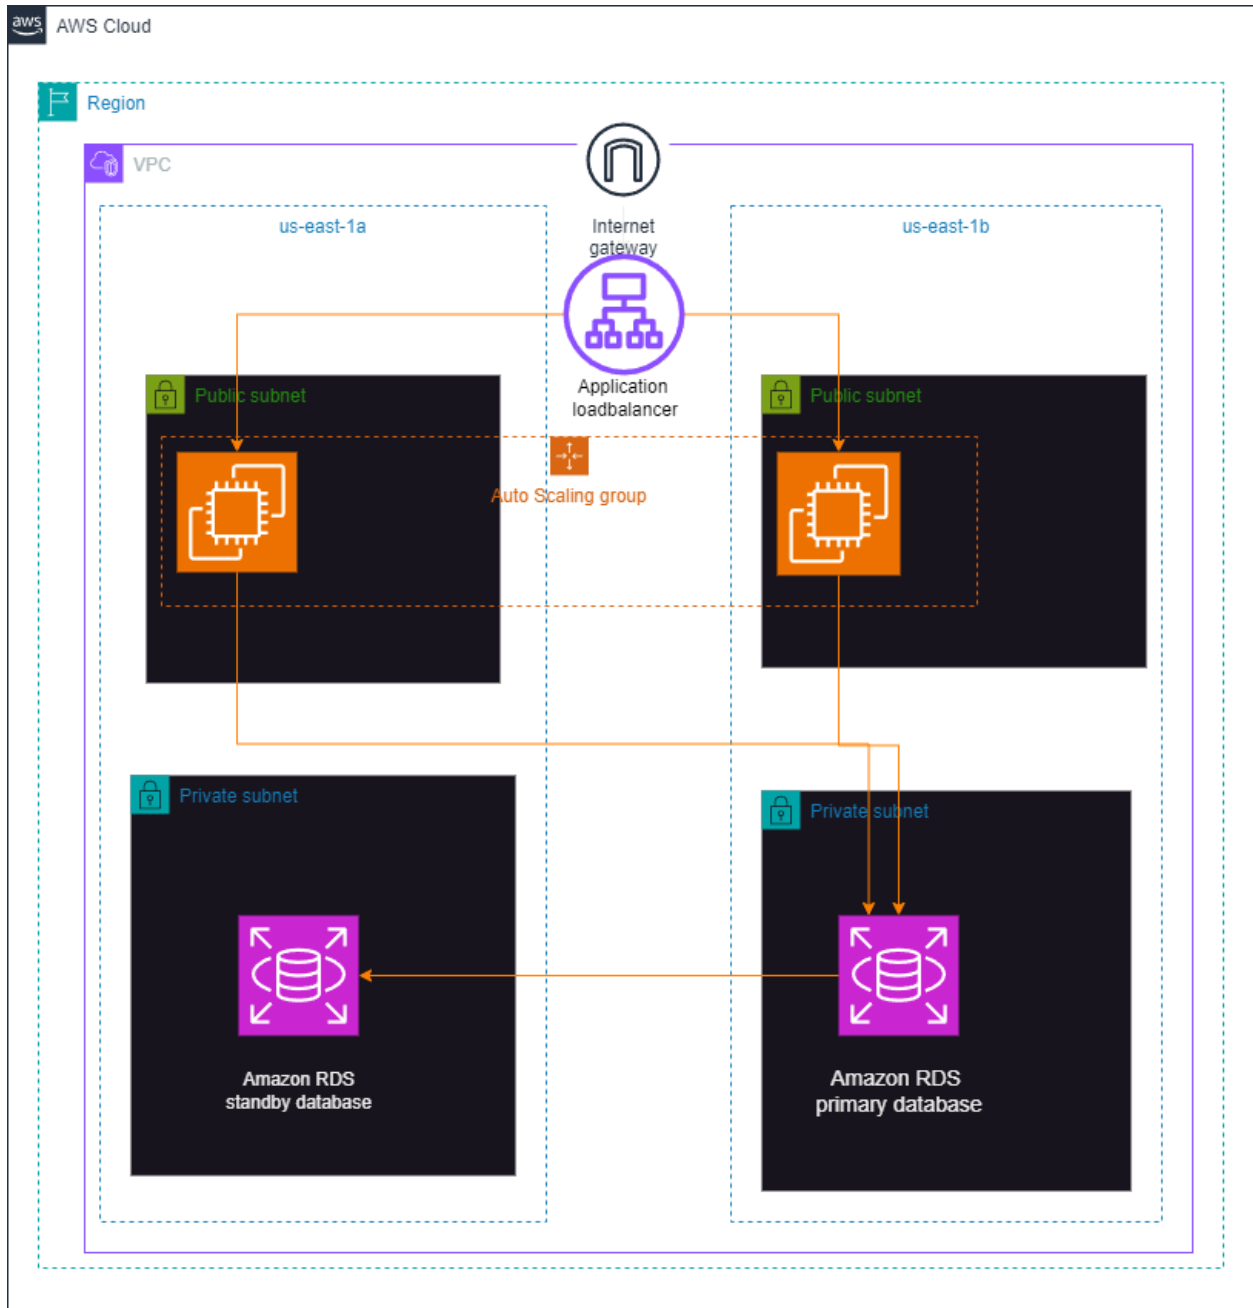 aws
AWS Cloud
Region
VPC
us-east-1a
Internet
gateway
us-east-1b
Application
loadbalancer
Public subnet
Public subnet
Auto Scaling group
Private subnet
Private subnet
Amazon RDS
standby database
Amazon RDS
primary database